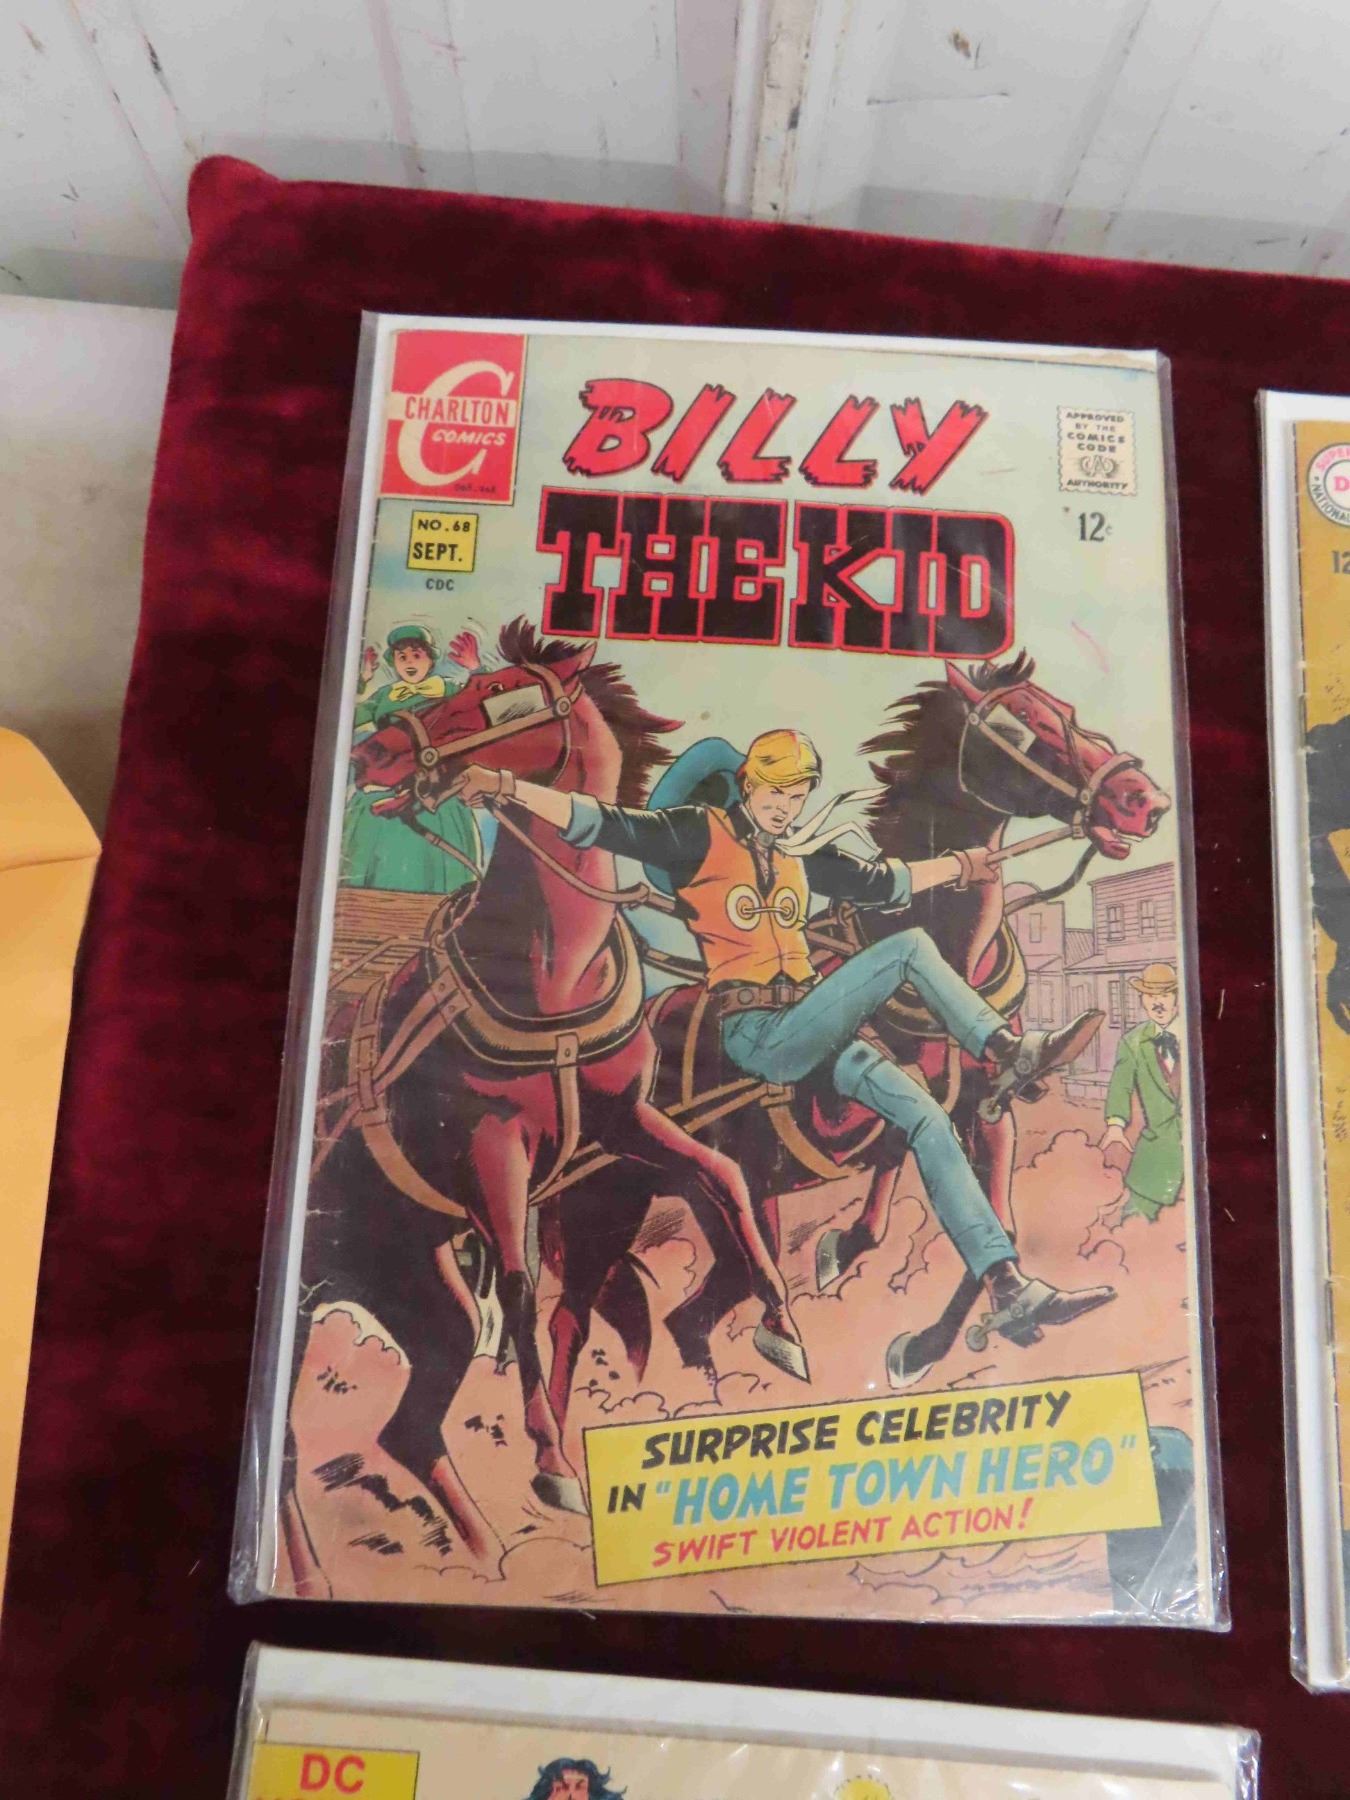 CHARLTON
COMICS
NO.68
SEPT.
CDC
BILLY
THE KID
APPROVED
BY THE
COMICS
CODE
AUTHORITY
12¢
SURPRISE CELEBRITY
IN "HOME TOWN HERO"
SWIFT VIOLENT ACTION!
DC